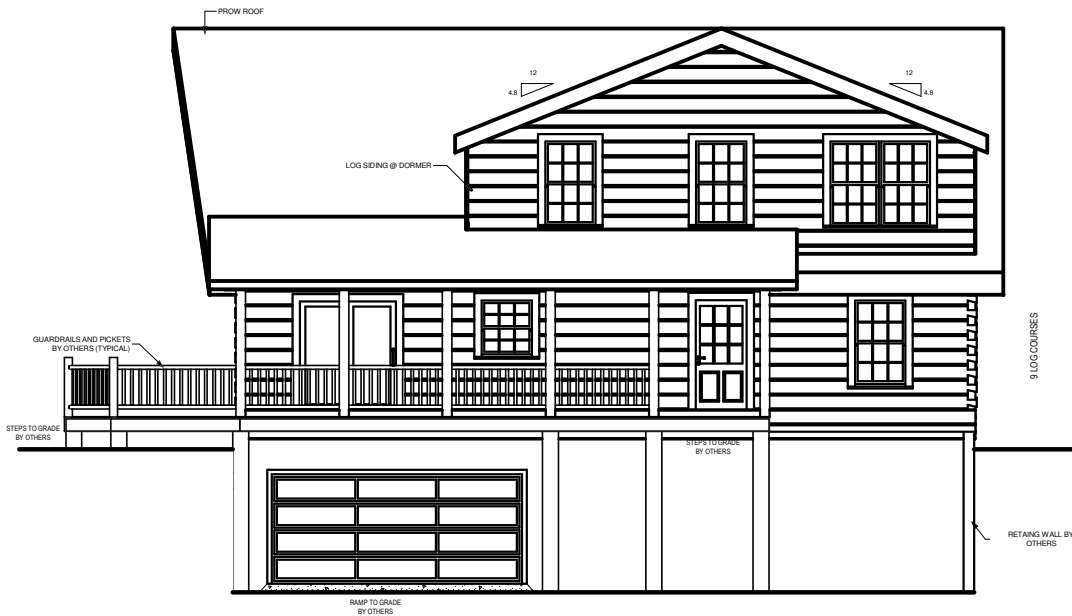 PROW ROOF
12
4.8
12
4.8
LOG SIDING @ DORMER
GUARDRAILS AND PICKETS
BY OTHERS (TYPICAL)
9 LOG COURSES
STEPS TO GRADE
BY OTHERS
STEPS TO GRADE
BY OTHERS
RETAING WALL BY
OTHERS
RAMP TO GRADE
BY OTHERS